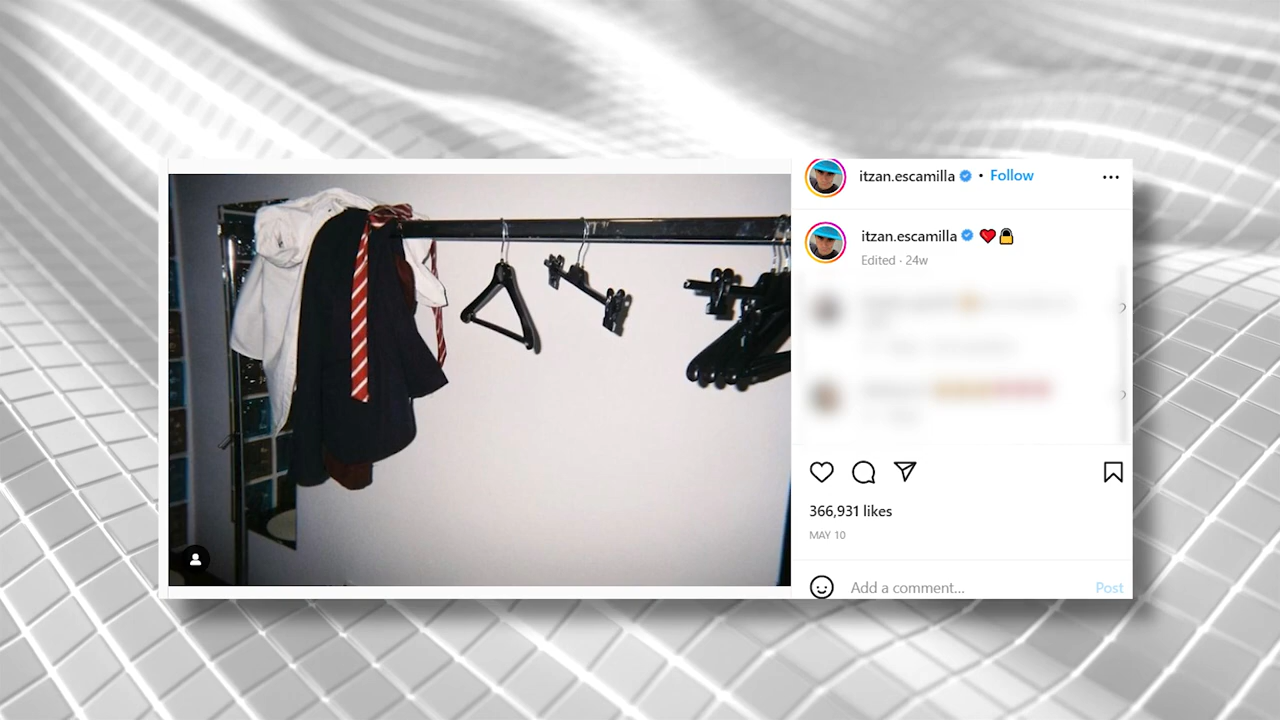 itzan.escamilla • Follow
itzan.escamilla ❤️🔒
Edited · 24w
366,931 likes
MAY 10
Add a comment...
Post